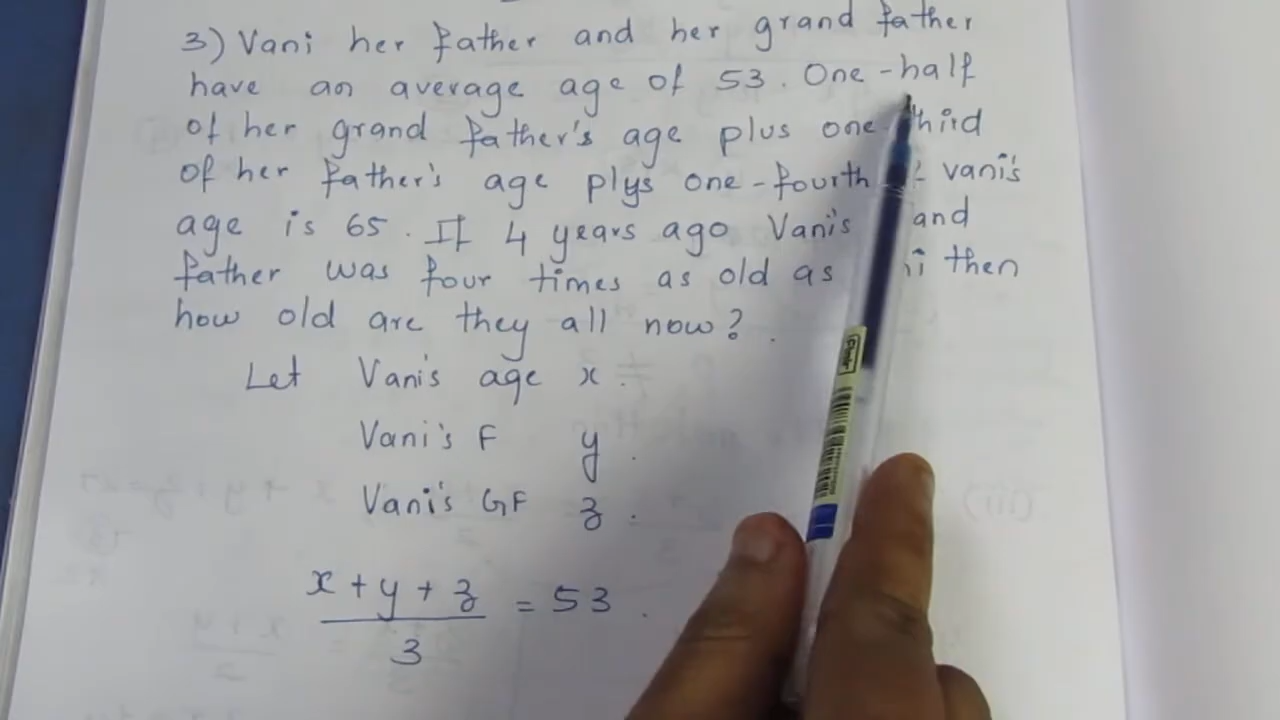 3) Vani her father and her grand father
have an average age of 53. One-half
of her grand father's age plus one hird
of her father's age plys one-fourth vani's
age is 65. If 4 years ago Vani's and
father was four times as old as then
how old are they all now?
Let Vani's age x.
Vani's F y.
Vani's GF z.
x+y+z
3
= 53.